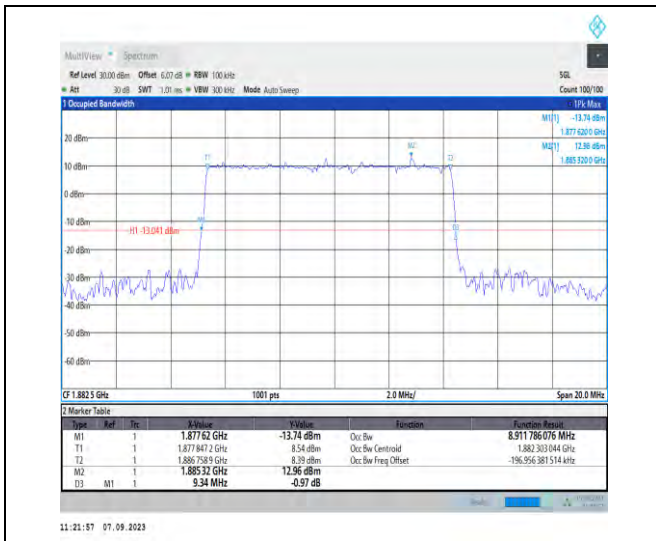 MultiView Spectrum
Ref Level 30.00 dBm Offset 6.07 dB RBW 100 kHz SGL
Att 30 dB SWT 1.01 ms VBW 300 kHz Mode Auto Sweep Count 100/100
1 Occupied Bandwidth 1Pk Max
M1[1] -13.74 dBm
1.877 620 0 GHz
20 dBm
M2[1] 12.96 dBm
1.885 320 0 GHz
M2
T1 T2
10 dBm
0 dBm
-10 dBm
M1
H1 -13.041 dBm
D3
-20 dBm
-30 dBm
-40 dBm
-50 dBm
-60 dBm
CF 1.882 5 GHz 1001 pts 2.0 MHz/ Span 20.0 MHz
2 Marker Table
Type Ref Trc X-Value Y-Value Function Function Result
M1 1 1.877 62 GHz -13.74 dBm Occ Bw 8.911 786 076 MHz
T1 1 1.877 847 2 GHz 8.54 dBm Occ Bw Centroid 1.882 303 044 GHz
T2 1 1.886 758 9 GHz 8.39 dBm Occ Bw Freq Offset -196.956 381 514 kHz
M2 1 1.885 32 GHz 12.96 dBm
D3 M1 1 9.34 MHz -0.97 dB
11:21:57 07.09.2023